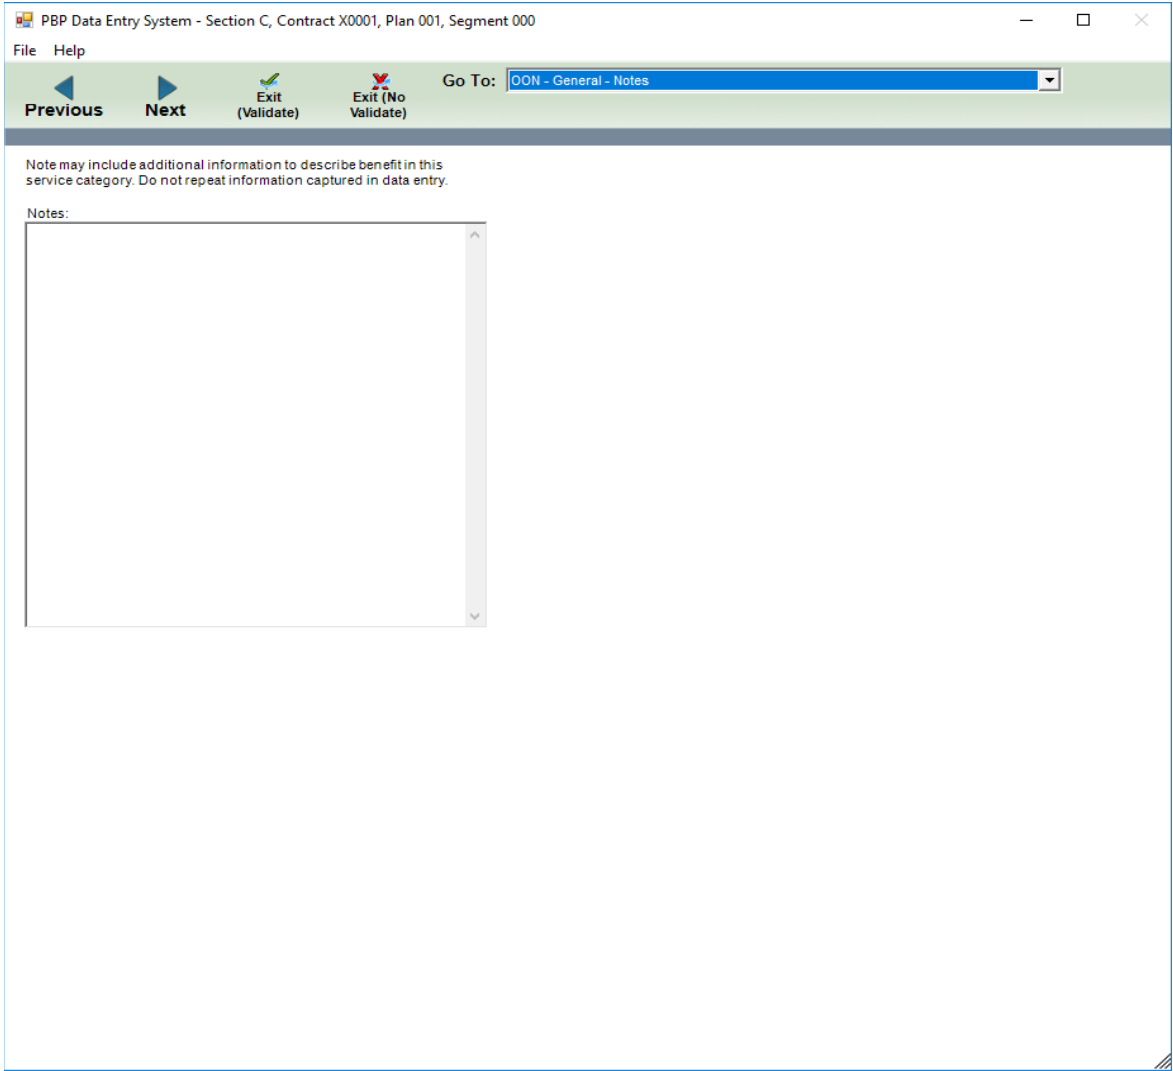 PBP Data Entry System - Section C, Contract X0001, Plan 001, Segment 000
File Help
Previous
Next
Exit
(Validate)
Exit (No
Validate)
Go To:
OON - General - Notes
Note may include additional information to describe benefit in this
service category. Do not repeat information captured in data entry.
Notes: